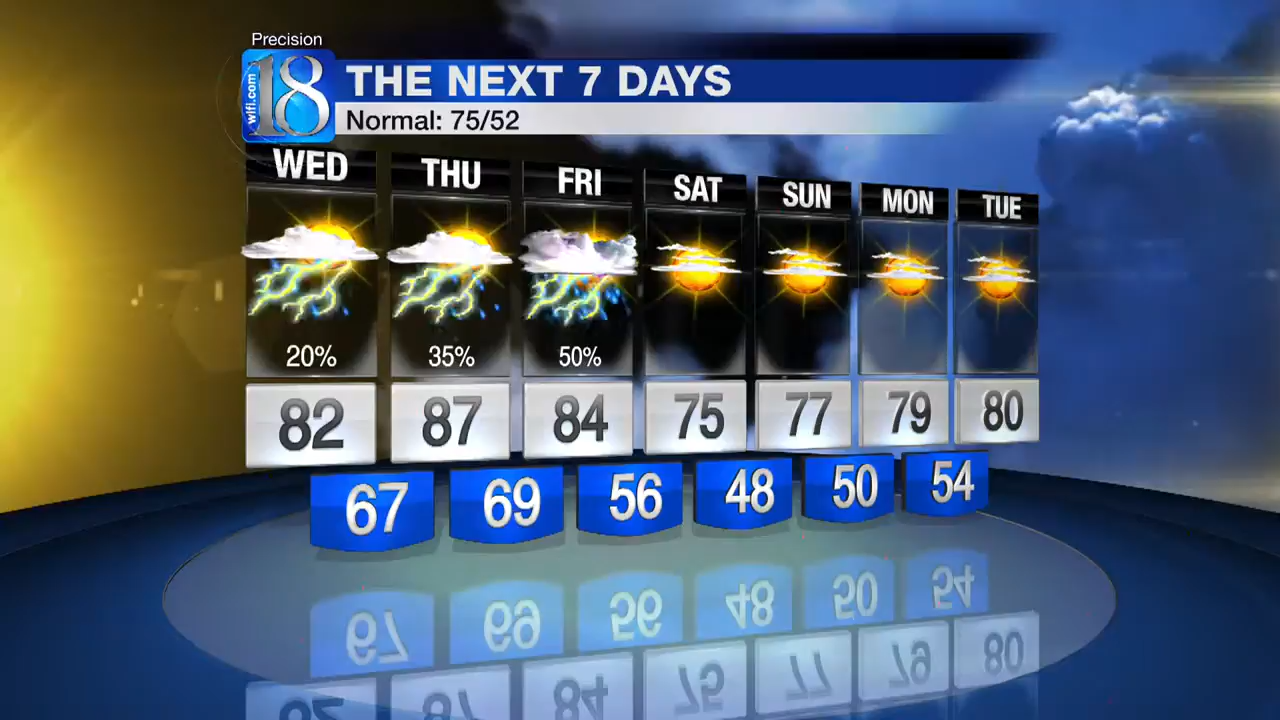 Precision
wlfi.com
18
THE NEXT 7 DAYS
Normal: 75/52
WED THU FRI SAT SUN MON TUE
20% 35% 50%
82 87 84 75 77 79 80
67 69 56 48 50 54